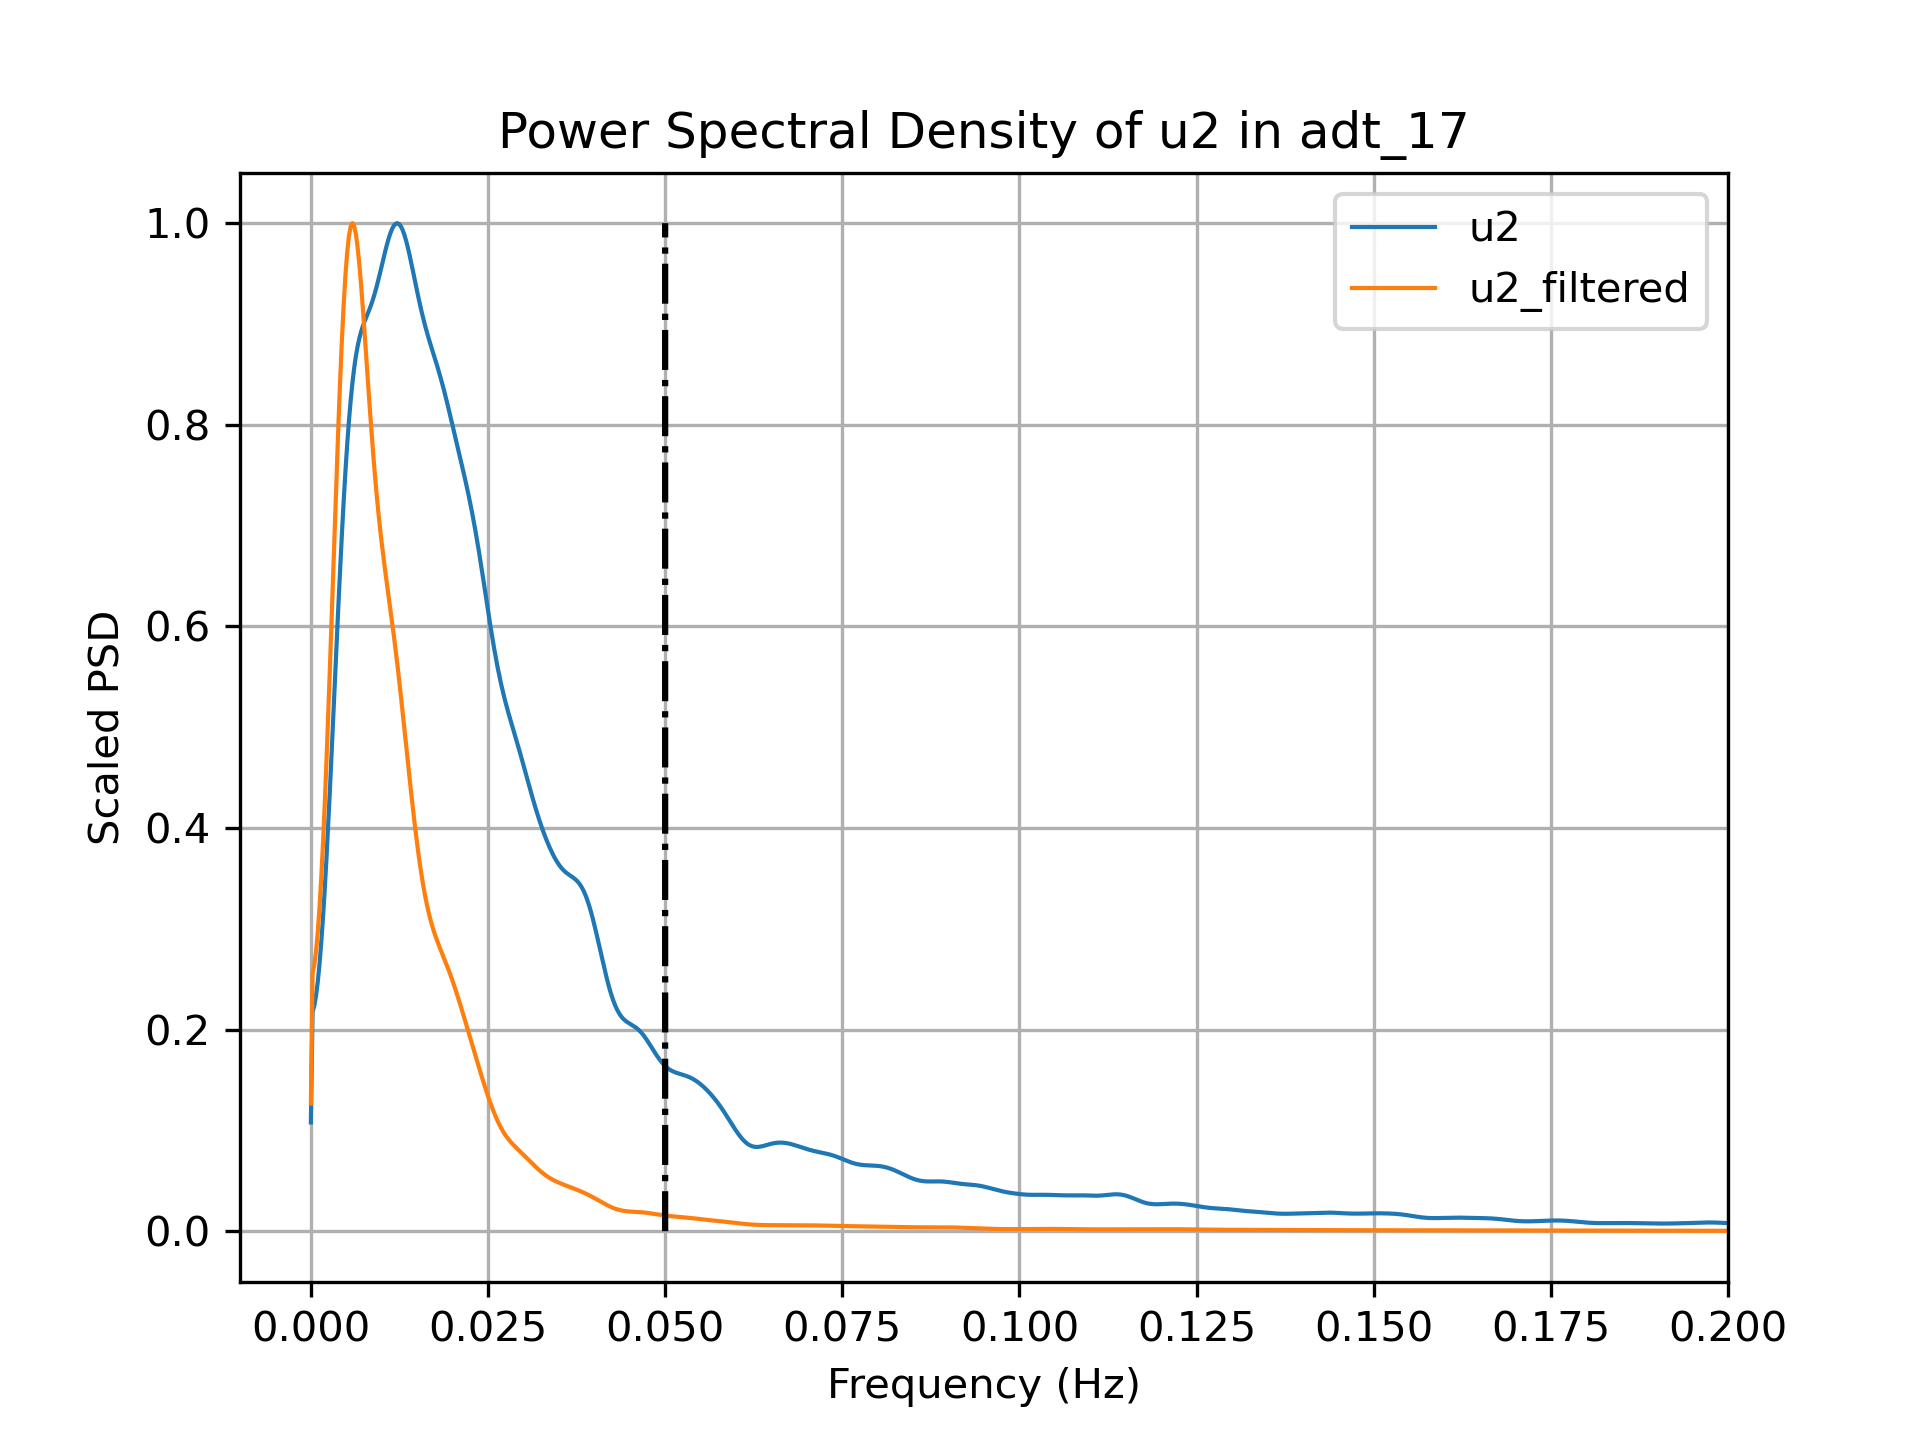 Power Spectral Density of u2 in adt_17
u2
u2_filtered
1.0
0.8
0.6
0.4
0.2
0.0
Scaled PSD
0.000 0.025 0.050 0.075 0.100 0.125 0.150 0.175 0.200
Frequency (Hz)